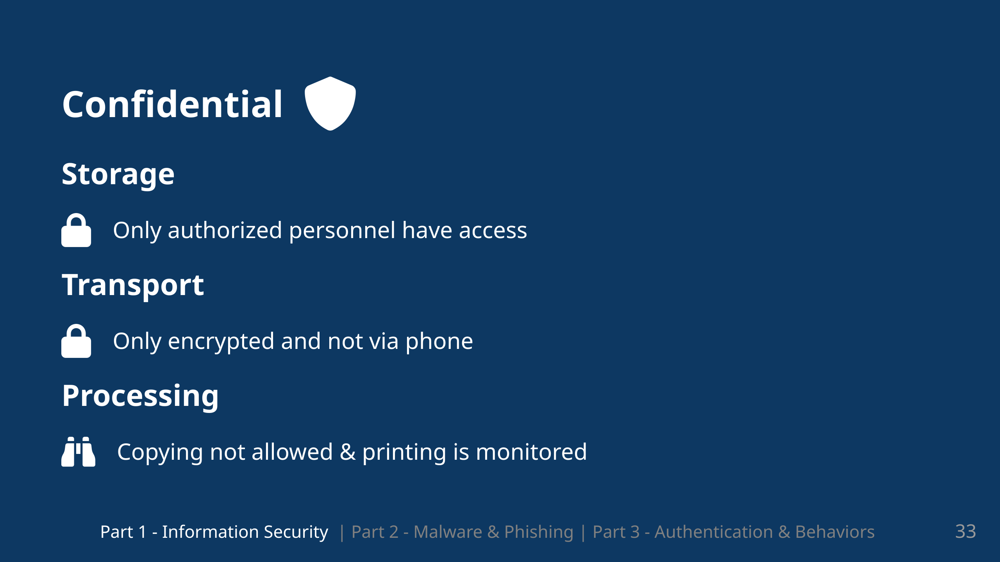 Confidential
Storage
Only authorized personnel have access
Transport
Only encrypted and not via phone
Processing
Copying not allowed & printing is monitored
Part 1 - Information Security | Part 2 - Malware & Phishing | Part 3 - Authentication & Behaviors 33